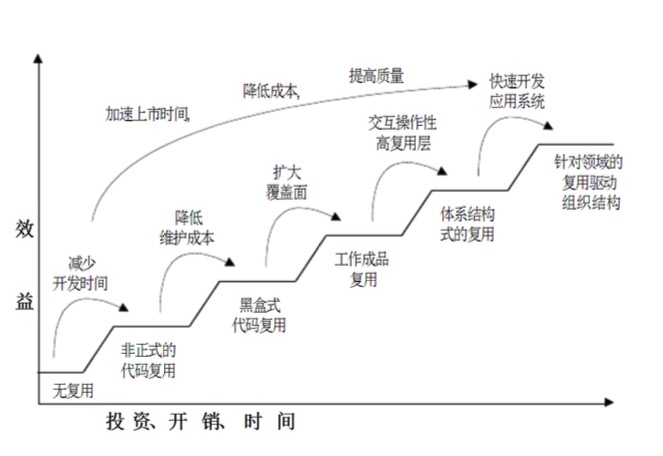 提高质量
快速开发
应用系统
降低成本,
加速上市时间,
交互操作性
高复用层
针对领域的
复用驱动
组织结构
扩大
覆盖面
体系结构
式的复用
降低
维护成本
工作成品
复用
效
益
减少
开发时间
黑盒式
代码复用
非正式的
代码复用
无复用
投资、开 销、时 间